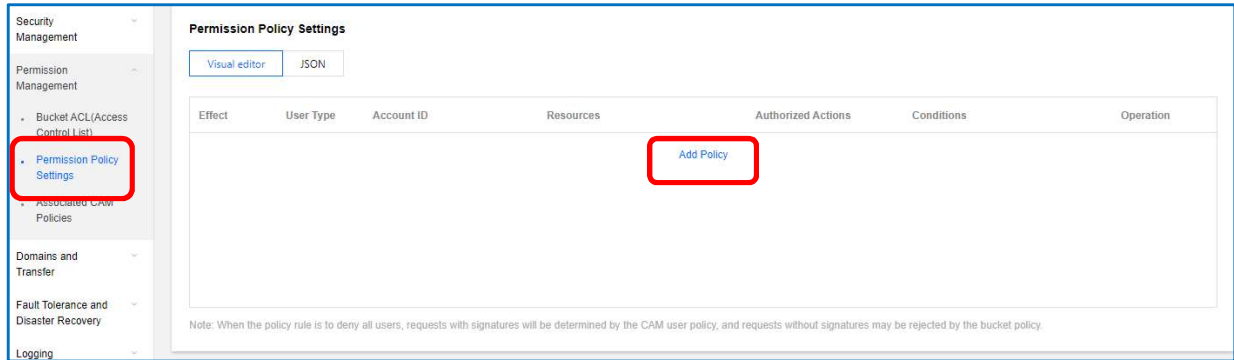 Security
Management
Permission
Management
Bucket ACL(Access
Control List)
Permission Policy
Settings
Associated CAM
Policies
Domains and
Transfer
Fault Tolerance and
Disaster Recovery
Logging
Permission Policy Settings
Visual editor JSON
Effect User Type Account ID Resources Authorized Actions Conditions Operation
Add Policy
Note: When the policy rule is to deny all users, requests with signatures will be determined by the CAM user policy, and requests without signatures may be rejected by the bucket policy.